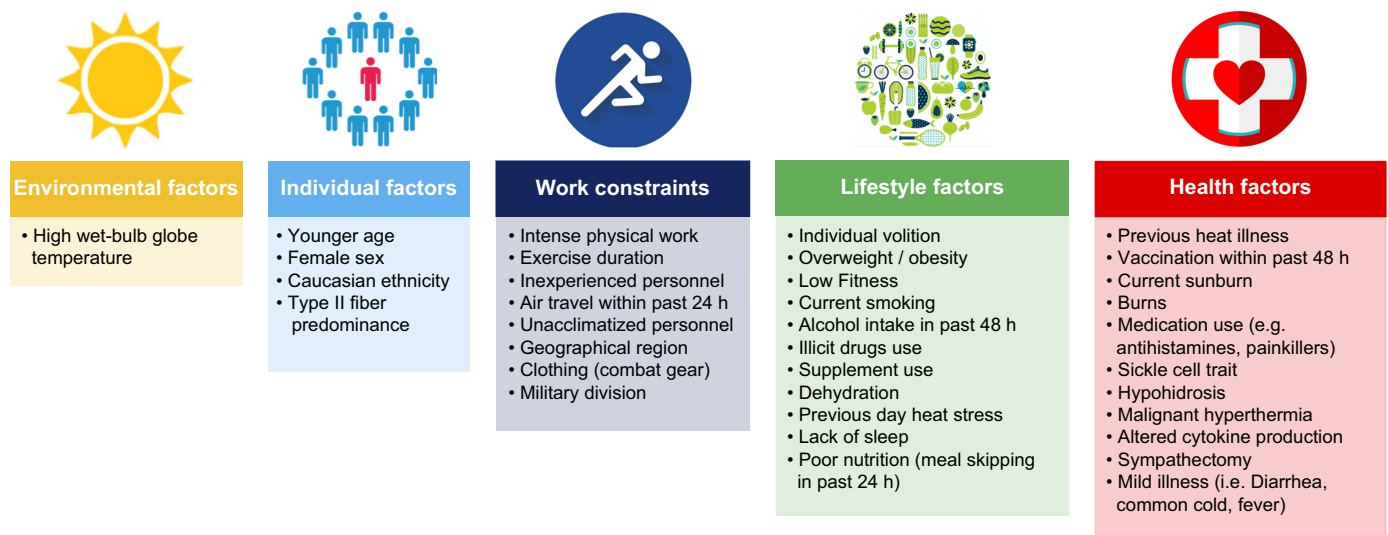 Environmental factors
• High wet-bulb globe
temperature
Individual factors
• Younger age
• Female sex
• Caucasian ethnicity
• Type II fiber
predominance
Work constraints
• Intense physical work
• Exercise duration
• Inexperienced personnel
• Air travel within past 24 h
• Unacclimatized personnel
• Geographical region
• Clothing (combat gear)
• Military division
Lifestyle factors
• Individual volition
• Overweight / obesity
• Low Fitness
• Current smoking
• Alcohol intake in past 48 h
• Illicit drugs use
• Supplement use
• Dehydration
• Previous day heat stress
• Lack of sleep
• Poor nutrition (meal skipping
in past 24 h)
Health factors
• Previous heat illness
• Vaccination within past 48 h
• Current sunburn
• Burns
• Medication use (e.g.
antihistamines, painkillers)
• Sickle cell trait
• Hypohidrosis
• Malignant hyperthermia
• Altered cytokine production
• Sympathectomy
• Mild illness (i.e. Diarrhea,
common cold, fever)